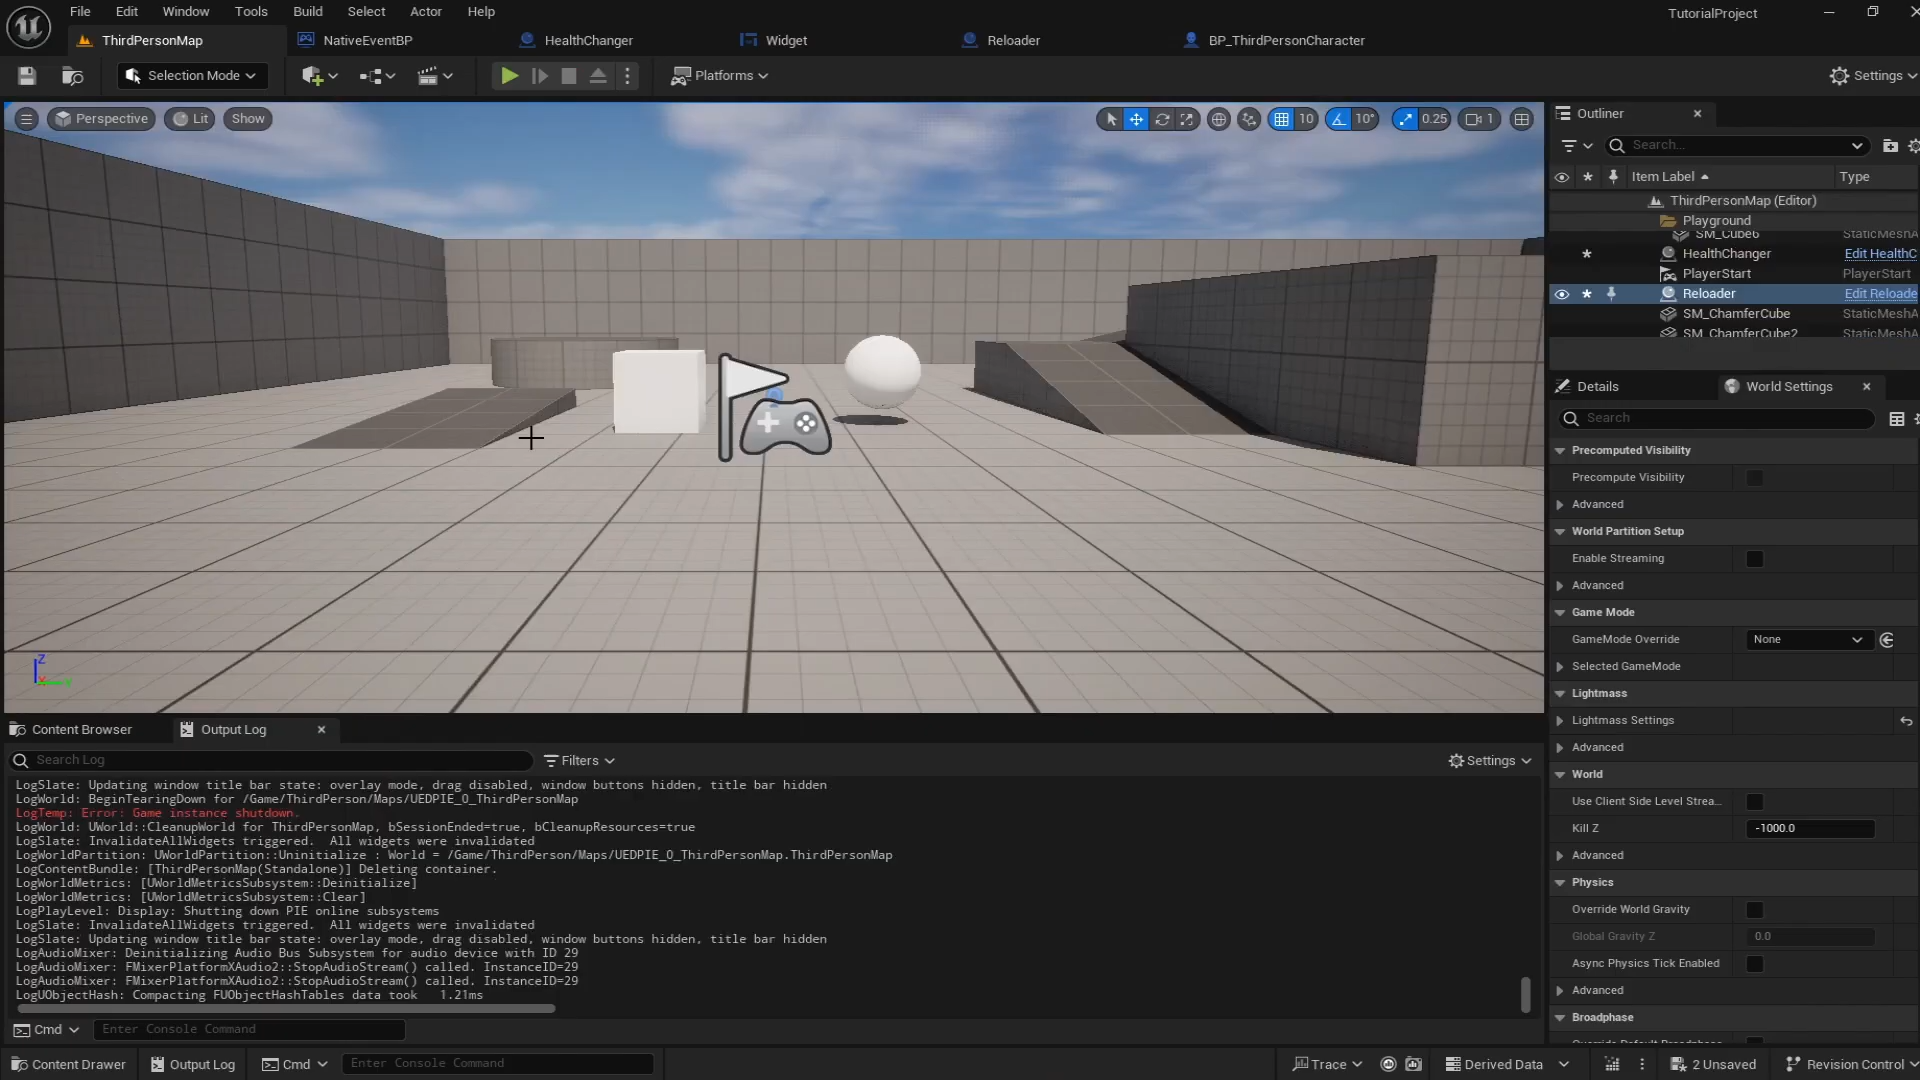 File Edit Window Tools Build Select Actor Help
TutorialProject
ThirdPersonMap NativeEventBP HealthChanger Widget Reloader BP_ThirdPersonCharacter
Selection Mode Platforms Settings
Perspective Lit Show 10 10° 0.25 1
Outliner
Search...
Item Label Type
ThirdPersonMap (Editor)
Playground
SM_Cube6 StaticMeshA
HealthChanger Edit HealthC
PlayerStart PlayerStart
Reloader Edit Reloade
SM_ChamferCube StaticMeshA
SM_ChamferCube2 StaticMeshA
Details World Settings
Search
Precomputed Visibility
Precompute Visibility
Advanced
World Partition Setup
Enable Streaming
Advanced
Game Mode
GameMode Override None
Selected GameMode
Lightmass
Lightmass Settings
Advanced
World
Use Client Side Level Strea...
Kill Z -1000.0
Advanced
Physics
Override World Gravity
Global Gravity Z 0.0
Async Physics Tick Enabled
Advanced
Broadphase
Override Default Broadphase
Z
Content Browser Output Log
Search Log Filters Settings
LogSlate: Updating window title bar state: overlay mode, drag disabled, window buttons hidden, title bar hidden
LogWorld: BeginTearingDown for /Game/ThirdPerson/Maps/UEDPIE_0_ThirdPersonMap
LogTemp: Error: Game instance shutdown.
LogWorld: UWorld::CleanupWorld for ThirdPersonMap, bSessionEnded=true, bCleanupResources=true
LogSlate: InvalidateAllWidgets triggered.  All widgets were invalidated
LogWorldPartition: UWorldPartition::Uninitialize : World = /Game/ThirdPerson/Maps/UEDPIE_0_ThirdPersonMap.ThirdPersonMap
LogContentBundle: [ThirdPersonMap(Standalone)] Deleting container.
LogWorldMetrics: [UWorldMetricsSubsystem::Deinitialize]
LogWorldMetrics: [UWorldMetricsSubsystem::Clear]
LogPlayLevel: Display: Shutting down PIE online subsystems
LogSlate: InvalidateAllWidgets triggered.  All widgets were invalidated
LogSlate: Updating window title bar state: overlay mode, drag disabled, window buttons hidden, title bar hidden
LogAudioMixer: Deinitializing Audio Bus Subsystem for audio device with ID 29
LogAudioMixer: FMixerPlatformXAudio2::StopAudioStream() called. InstanceID=29
LogAudioMixer: FMixerPlatformXAudio2::StopAudioStream() called. InstanceID=29
LogUObjectHash: Compacting FUObjectHashTables data took   1.21ms
Cmd Enter Console Command
Content Drawer Output Log Cmd Enter Console Command Trace Derived Data 2 Unsaved Revision Control